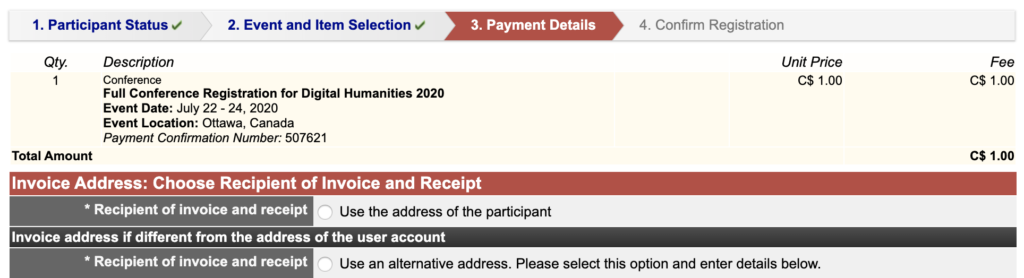 1. Participant Status 2. Event and Item Selection 3. Payment Details 4. Confirm Registration
Qty. Description Unit Price Fee
1 Conference C$ 1.00 C$ 1.00
Full Conference Registration for Digital Humanities 2020
Event Date: July 22 - 24, 2020
Event Location: Ottawa, Canada
Payment Confirmation Number: 507621
Total Amount C$ 1.00
Invoice Address: Choose Recipient of Invoice and Receipt
* Recipient of invoice and receipt Use the address of the participant
Invoice address if different from the address of the user account
* Recipient of invoice and receipt Use an alternative address. Please select this option and enter details below.